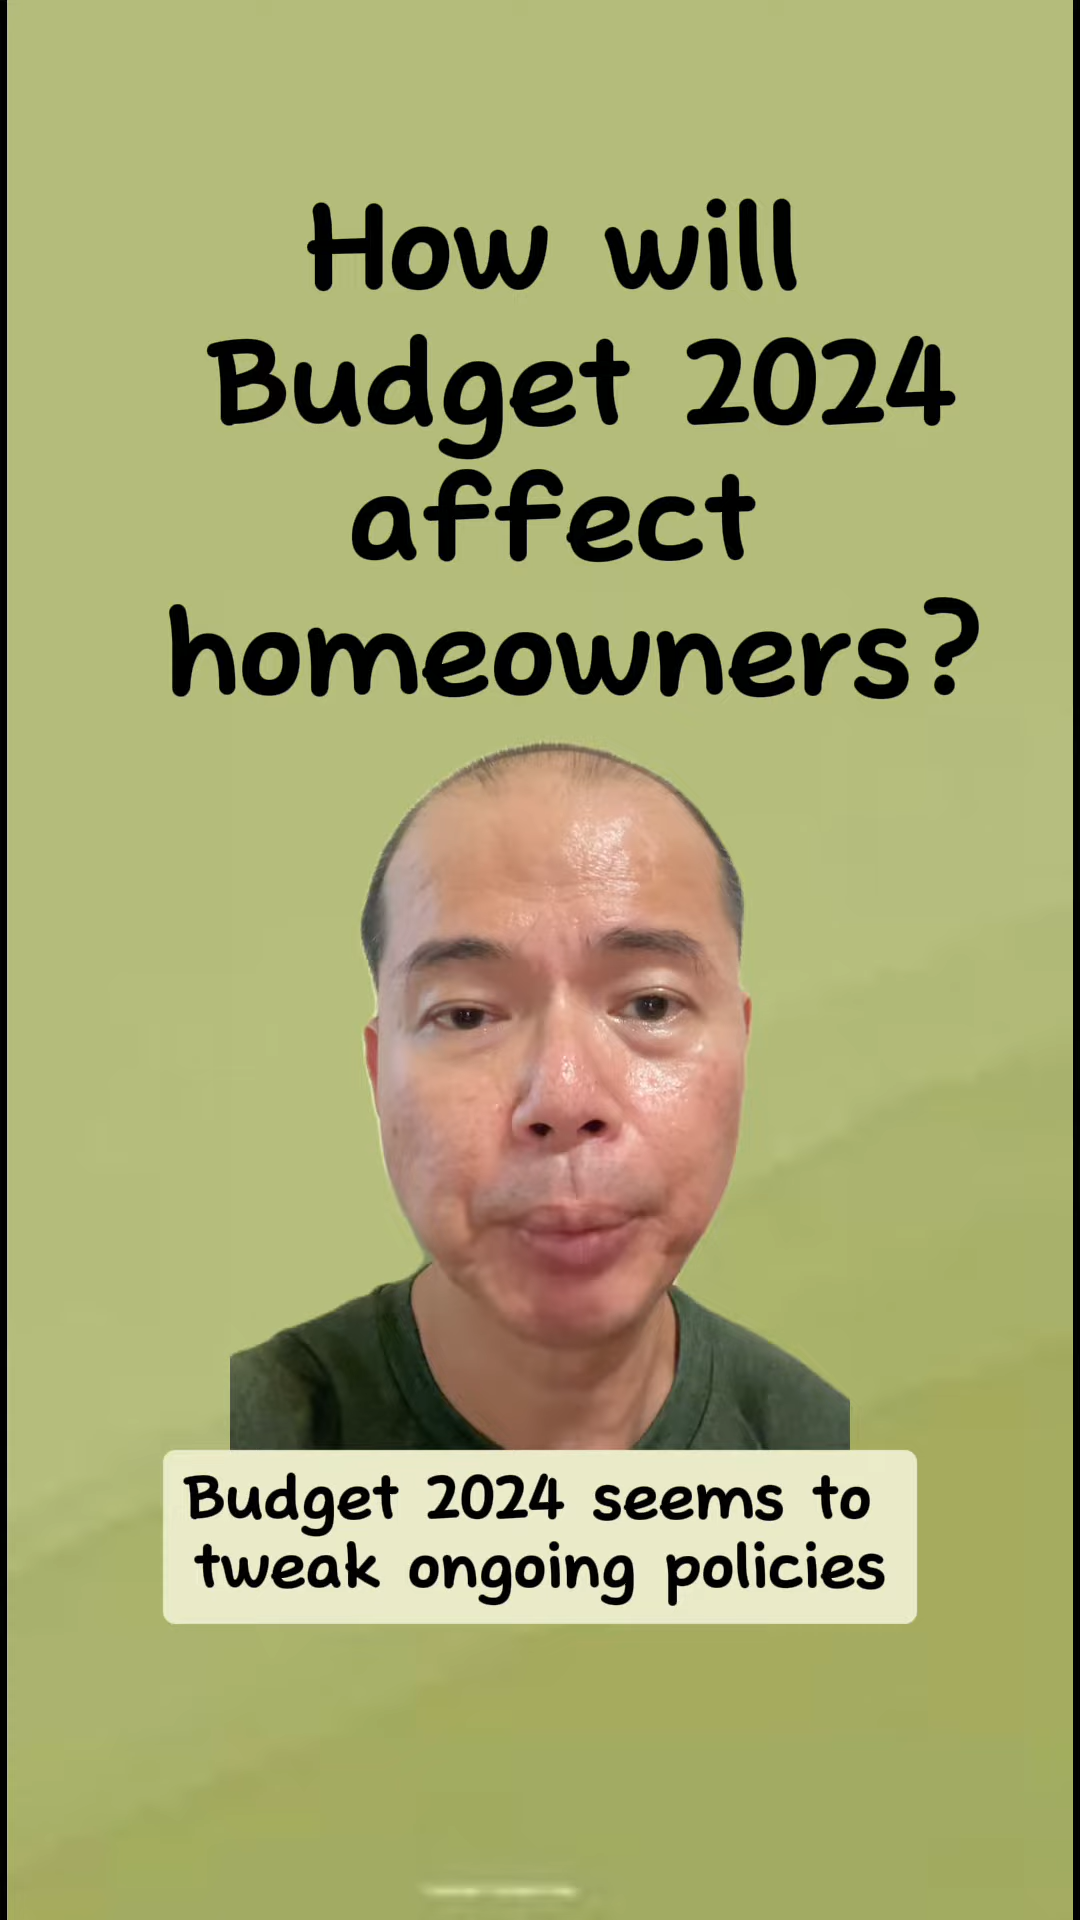 How will
Budget 2024
affect
homeowners?
Budget 2024 seems to
tweak ongoing policies